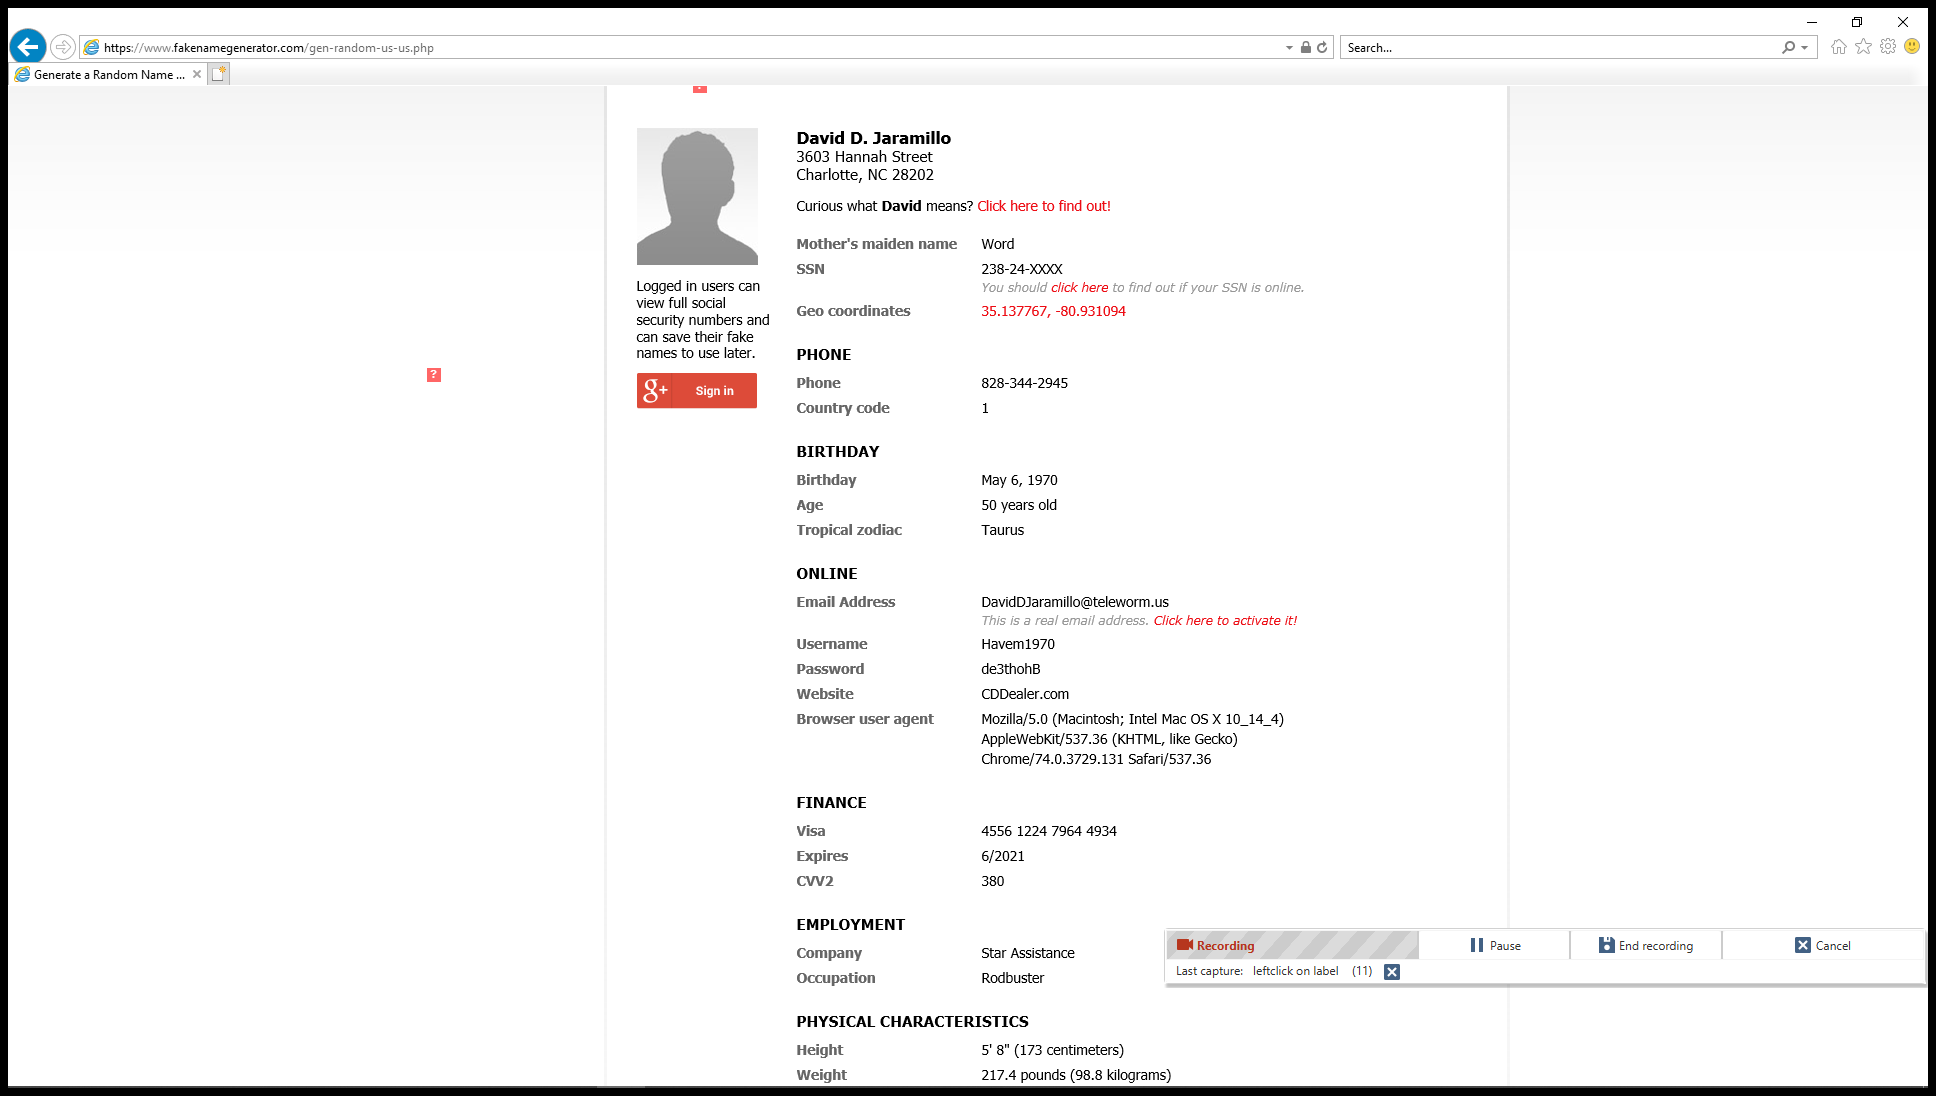 https://www.fakenamegenerator.com/gen-random-us-us.php
Search...
Generate a Random Name ...
David D. Jaramillo
3603 Hannah Street
Charlotte, NC 28202
Curious what David means? Click here to find out!
Mother's maiden name Word
SSN 238-24-XXXX
You should click here to find out if your SSN is online.
Geo coordinates 35.137767, -80.931094
Logged in users can
view full social
security numbers and
can save their fake
names to use later.
g+ Sign in
?
PHONE
Phone 828-344-2945
Country code 1
BIRTHDAY
Birthday May 6, 1970
Age 50 years old
Tropical zodiac Taurus
ONLINE
Email Address DavidDJaramillo@teleworm.us
This is a real email address. Click here to activate it!
Username Havem1970
Password de3thohB
Website CDDealer.com
Browser user agent Mozilla/5.0 (Macintosh; Intel Mac OS X 10_14_4)
AppleWebKit/537.36 (KHTML, like Gecko)
Chrome/74.0.3729.131 Safari/537.36
FINANCE
Visa 4556 1224 7964 4934
Expires 6/2021
CVV2 380
EMPLOYMENT
Company Star Assistance
Occupation Rodbuster
PHYSICAL CHARACTERISTICS
Height 5' 8" (173 centimeters)
Weight 217.4 pounds (98.8 kilograms)
Recording Pause End recording Cancel
Last capture: leftclick on label (11)